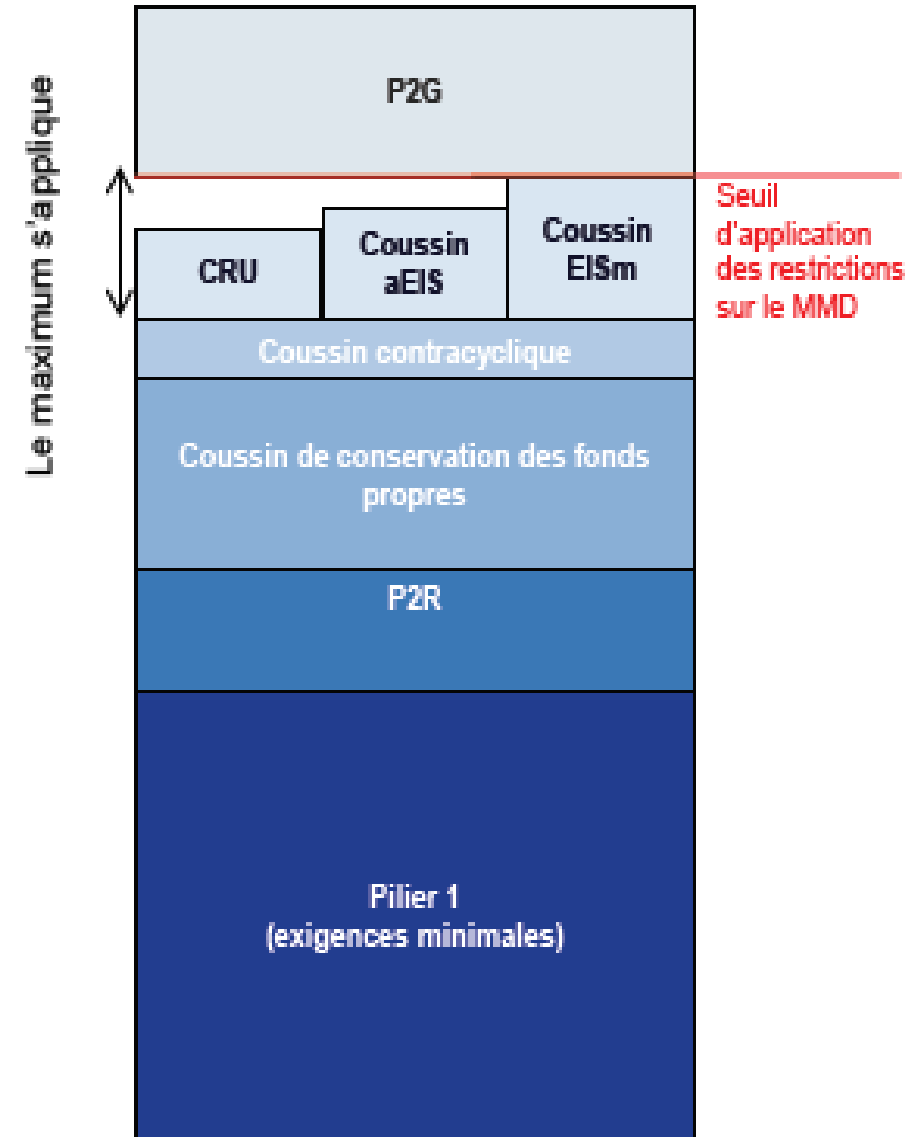 P2G
Le maximum s'applique
Seuil
d'application
des restrictions
sur le MMD
CRU
Coussin
aEIS
Coussin
EISm
Coussin contracyclique
Coussin de conservation des fonds
propres
P2R
Pilier 1
(exigences minimales)